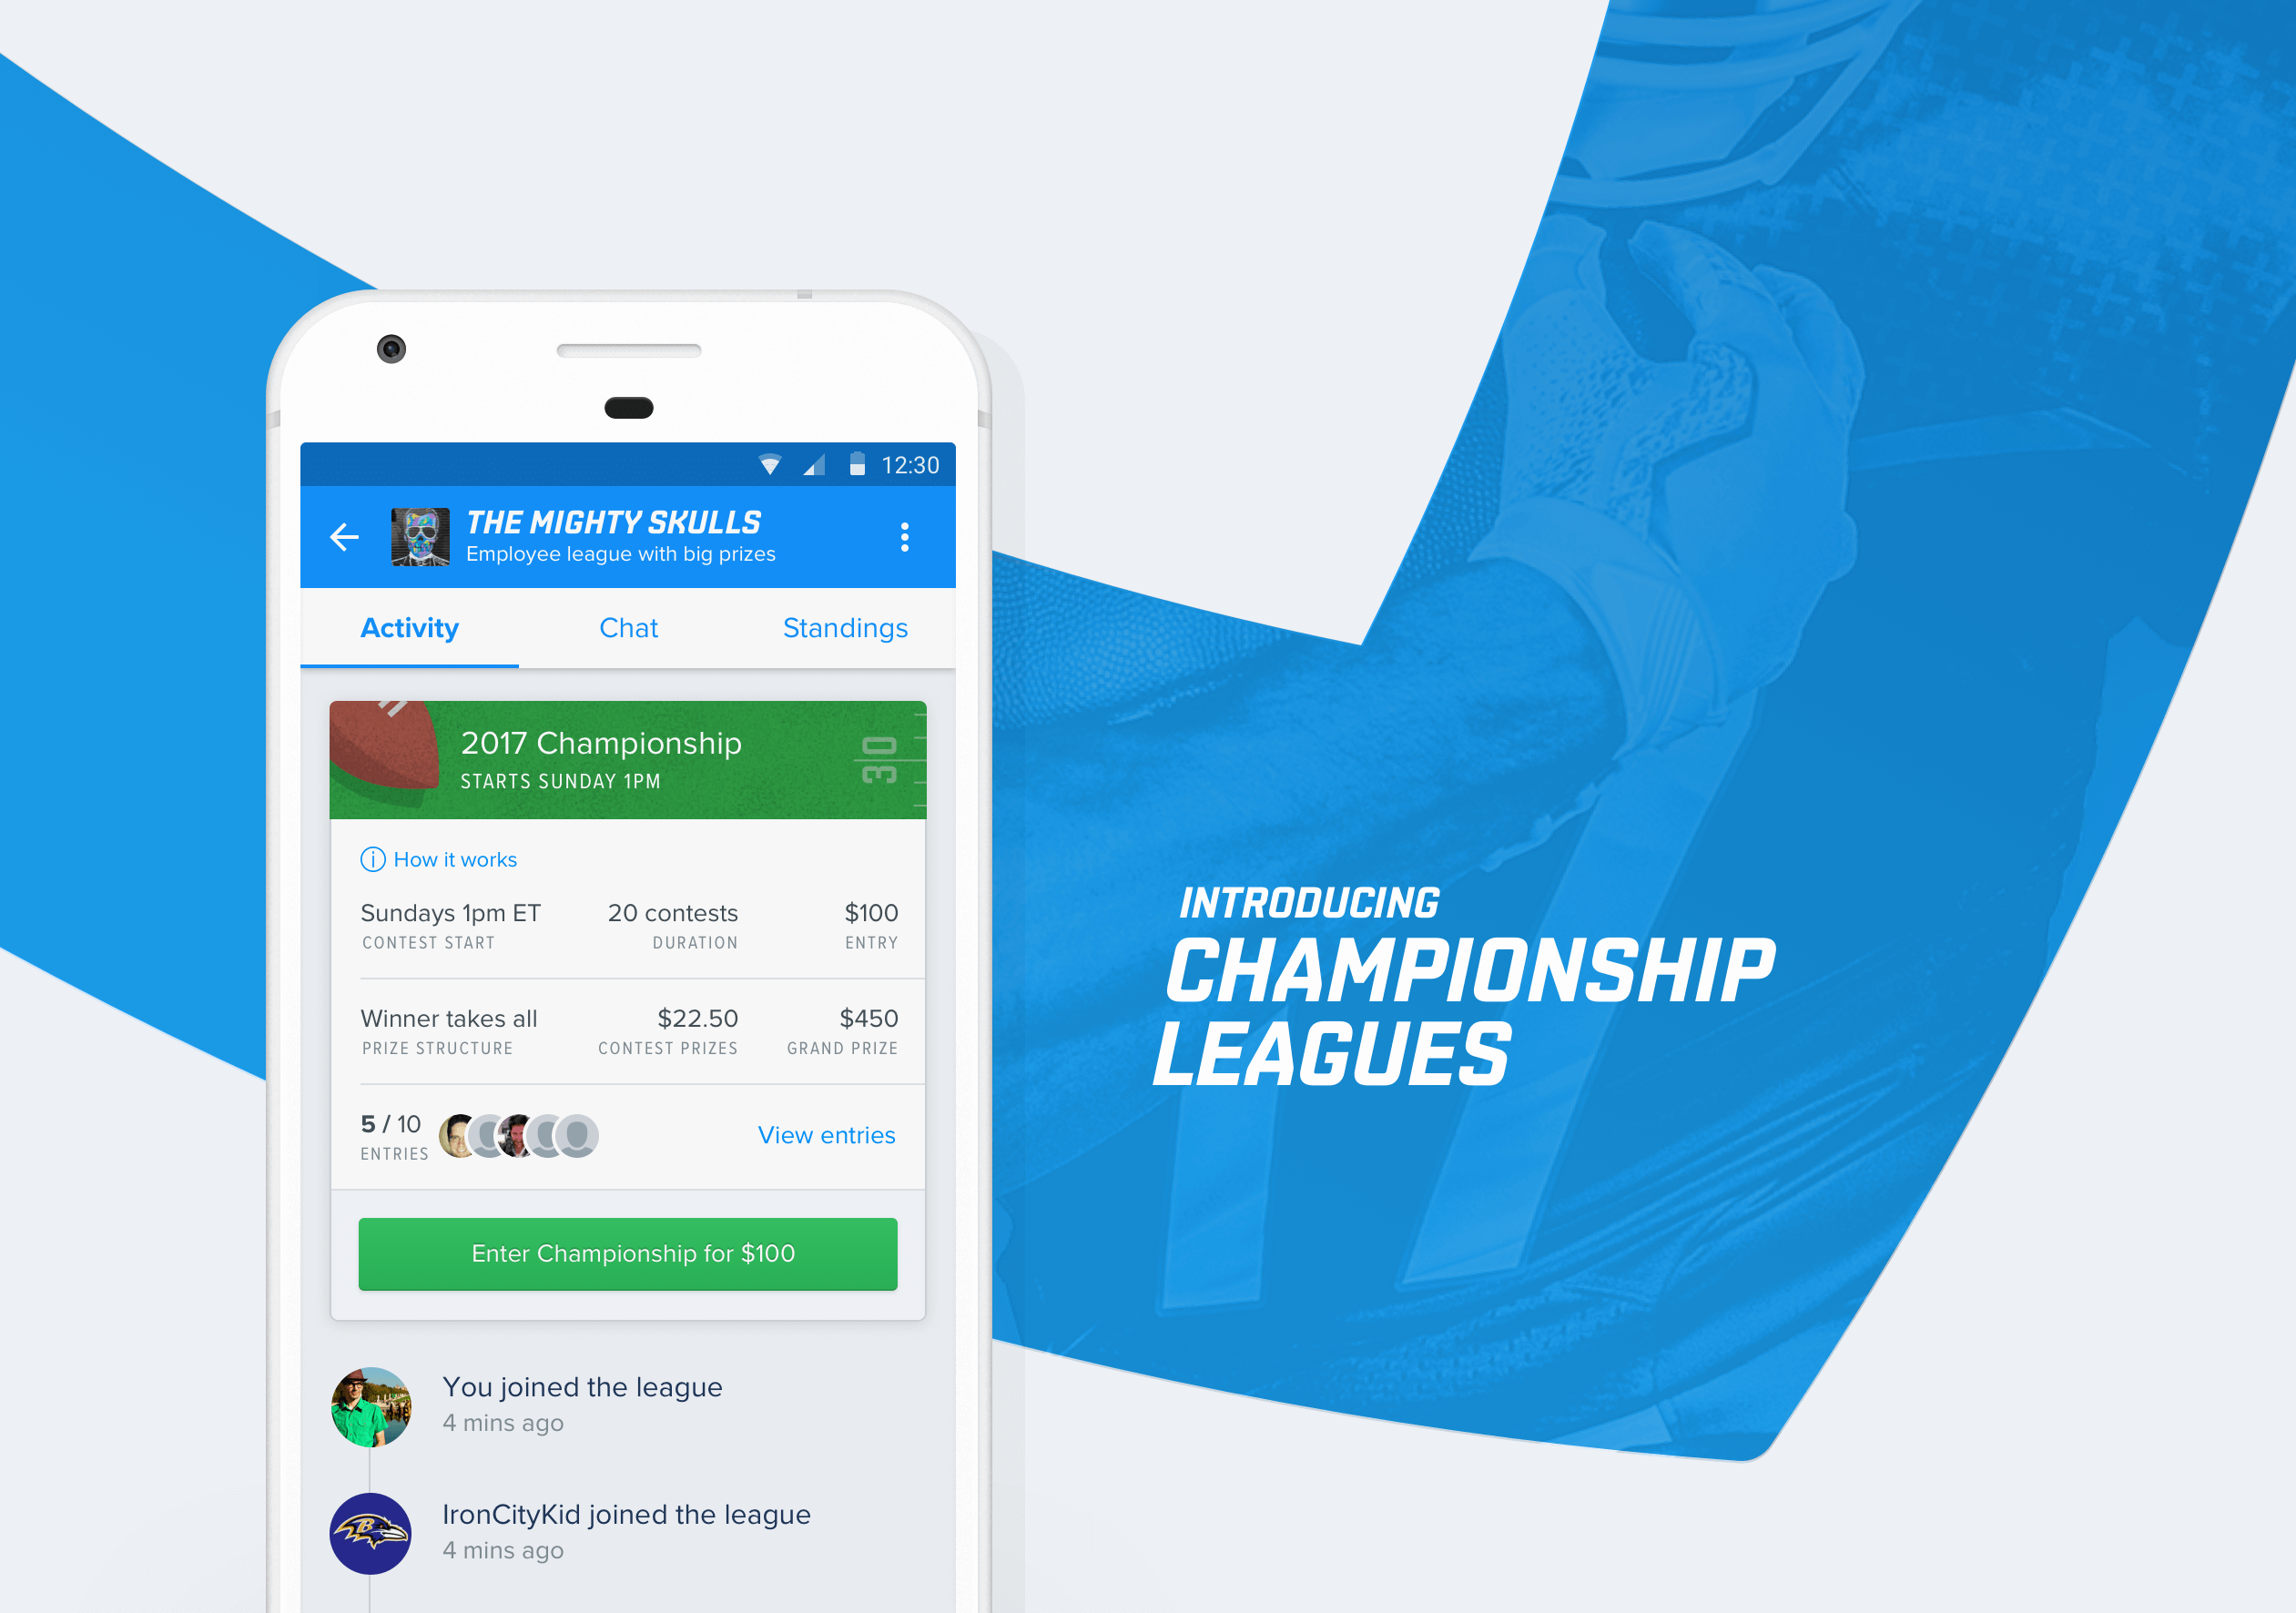 12:30
THE MIGHTY SKULLS
Employee league with big prizes
Activity Chat Standings
2017 Championship
STARTS SUNDAY 1PM
30
How it works
Sundays 1pm ET 20 contests $100
CONTEST START DURATION ENTRY
Winner takes all $22.50 $450
PRIZE STRUCTURE CONTEST PRIZES GRAND PRIZE
5 / 10
ENTRIES
View entries
Enter Championship for $100
You joined the league
4 mins ago
B
IronCityKid joined the league
4 mins ago
INTRODUCING
CHAMPIONSHIP
LEAGUES